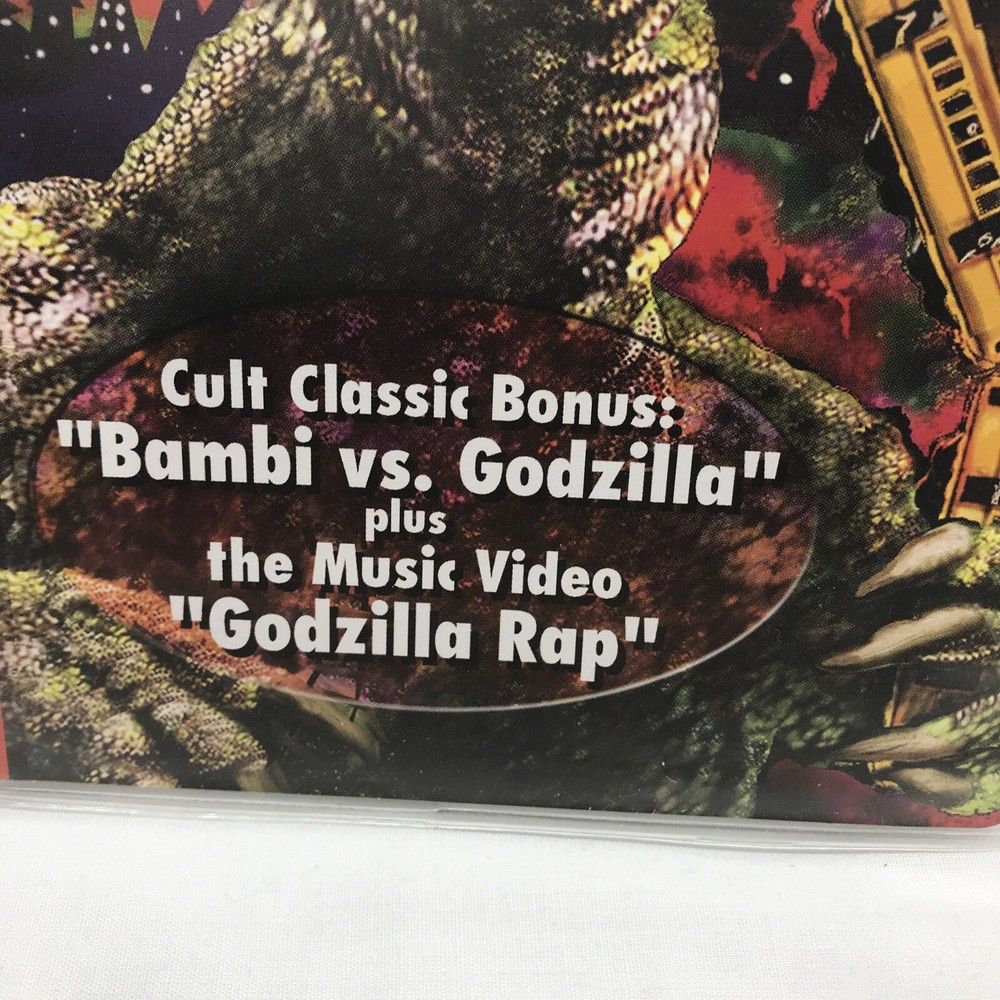 Cult Classic Bonus:
"Bambi vs. Godzilla"
plus
the Music Video
"Godzilla Rap"